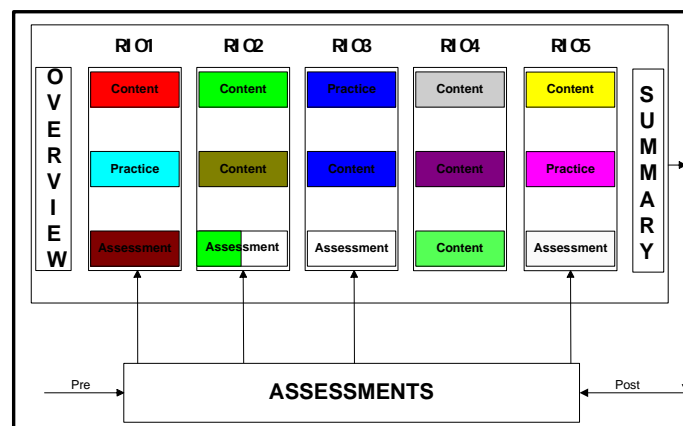 RIO1 RIO2 RIO3 RIO4 RIO5
OVERVIEW
Content Content Practice Content Content
Practice Content Content Content Practice
Assessment Assessment Assessment Content Assessment
SUMMARY
Pre ASSESSMENTS Post